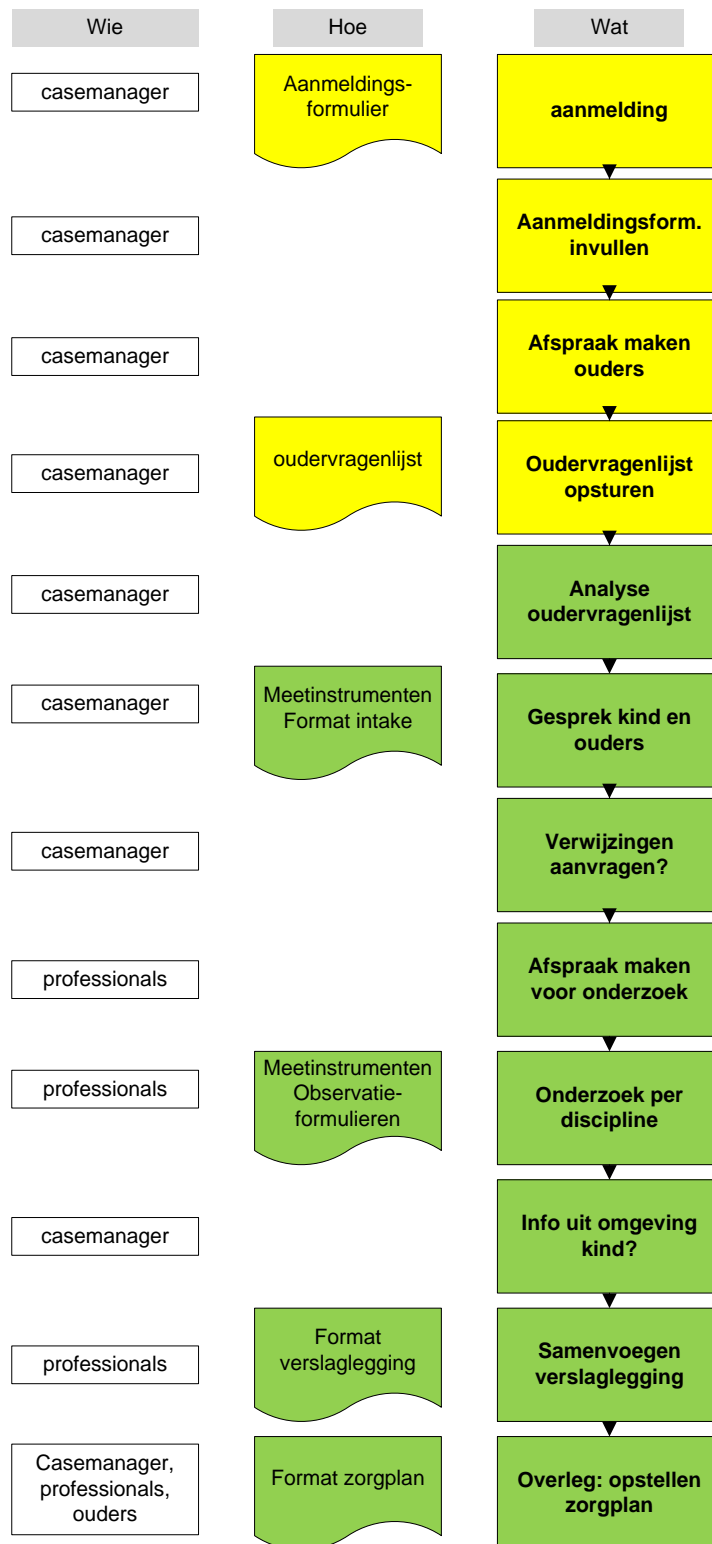 Wie
Hoe
Wat
casemanager
Aanmeldings-
formulier
aanmelding
casemanager
Aanmeldingsform.
invullen
casemanager
Afspraak maken
ouders
casemanager
oudervragenlijst
Oudervragenlijst
opsturen
casemanager
Analyse
oudervragenlijst
casemanager
Meetinstrumenten
Format intake
Gesprek kind en
ouders
casemanager
Verwijzingen
aanvragen?
professionals
Afspraak maken
voor onderzoek
professionals
Meetinstrumenten
Observatie-
formulieren
Onderzoek per
discipline
casemanager
Info uit omgeving
kind?
professionals
Format
verslaglegging
Samenvoegen
verslaglegging
Casemanager,
professionals,
ouders
Format zorgplan
Overleg: opstellen
zorgplan